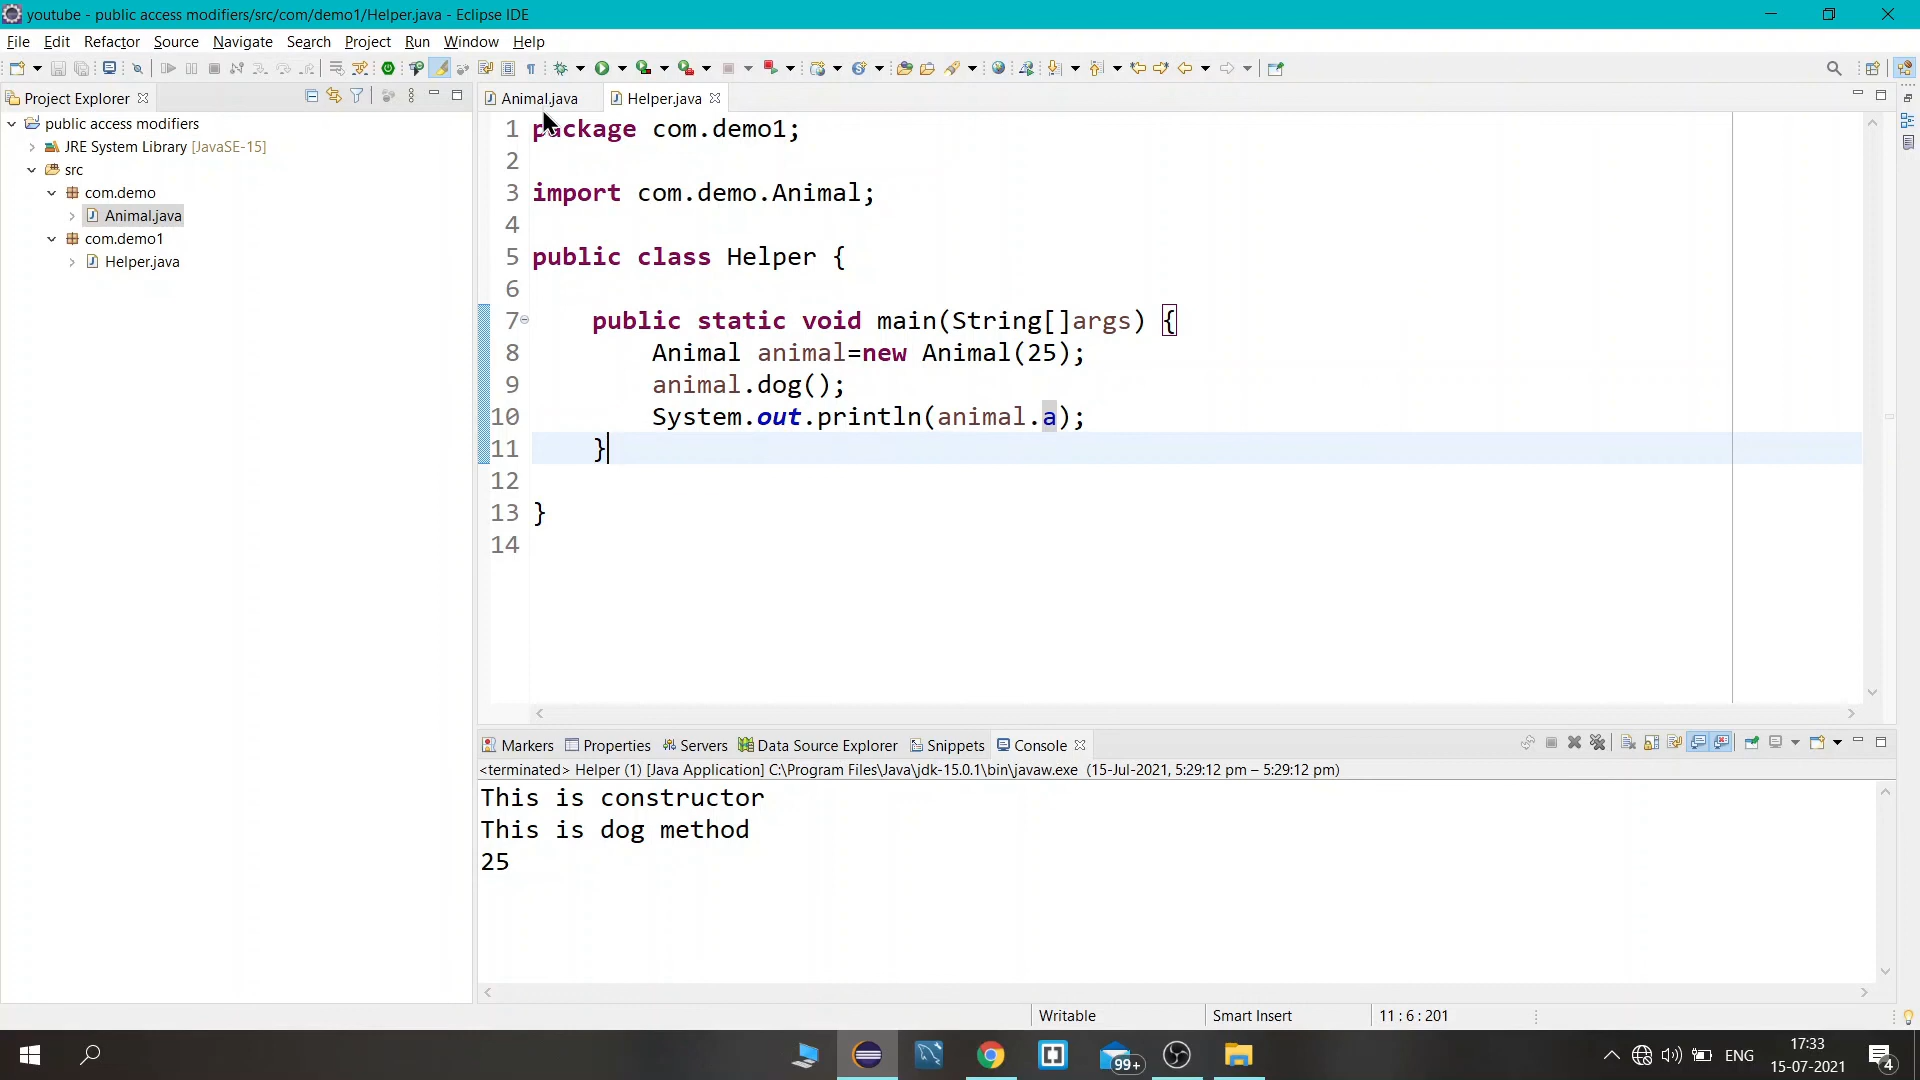 youtube - public access modifiers/src/com/demo1/Helper.java - Eclipse IDE
File Edit Refactor Source Navigate Search Project Run Window Help
Project Explorer
Animal.java
Helper.java
public access modifiers
JRE System Library [JavaSE-15]
src
com.demo
Animal.java
com.demo1
Helper.java
1 package com.demo1;
2
3 import com.demo.Animal;
4
5 public class Helper {
6
7 public static void main(String[]args) {
8 Animal animal=new Animal(25);
9 animal.dog();
10 System.out.println(animal.a);
11 }
12
13 }
14
Markers Properties Servers Data Source Explorer Snippets Console
<terminated> Helper (1) [Java Application] C:\Program Files\Java\jdk-15.0.1\bin\javaw.exe (15-Jul-2021, 5:29:12 pm – 5:29:12 pm)
This is constructor
This is dog method
25
Writable Smart Insert 11 : 6 : 201
99+
ENG
17:33
15-07-2021
4